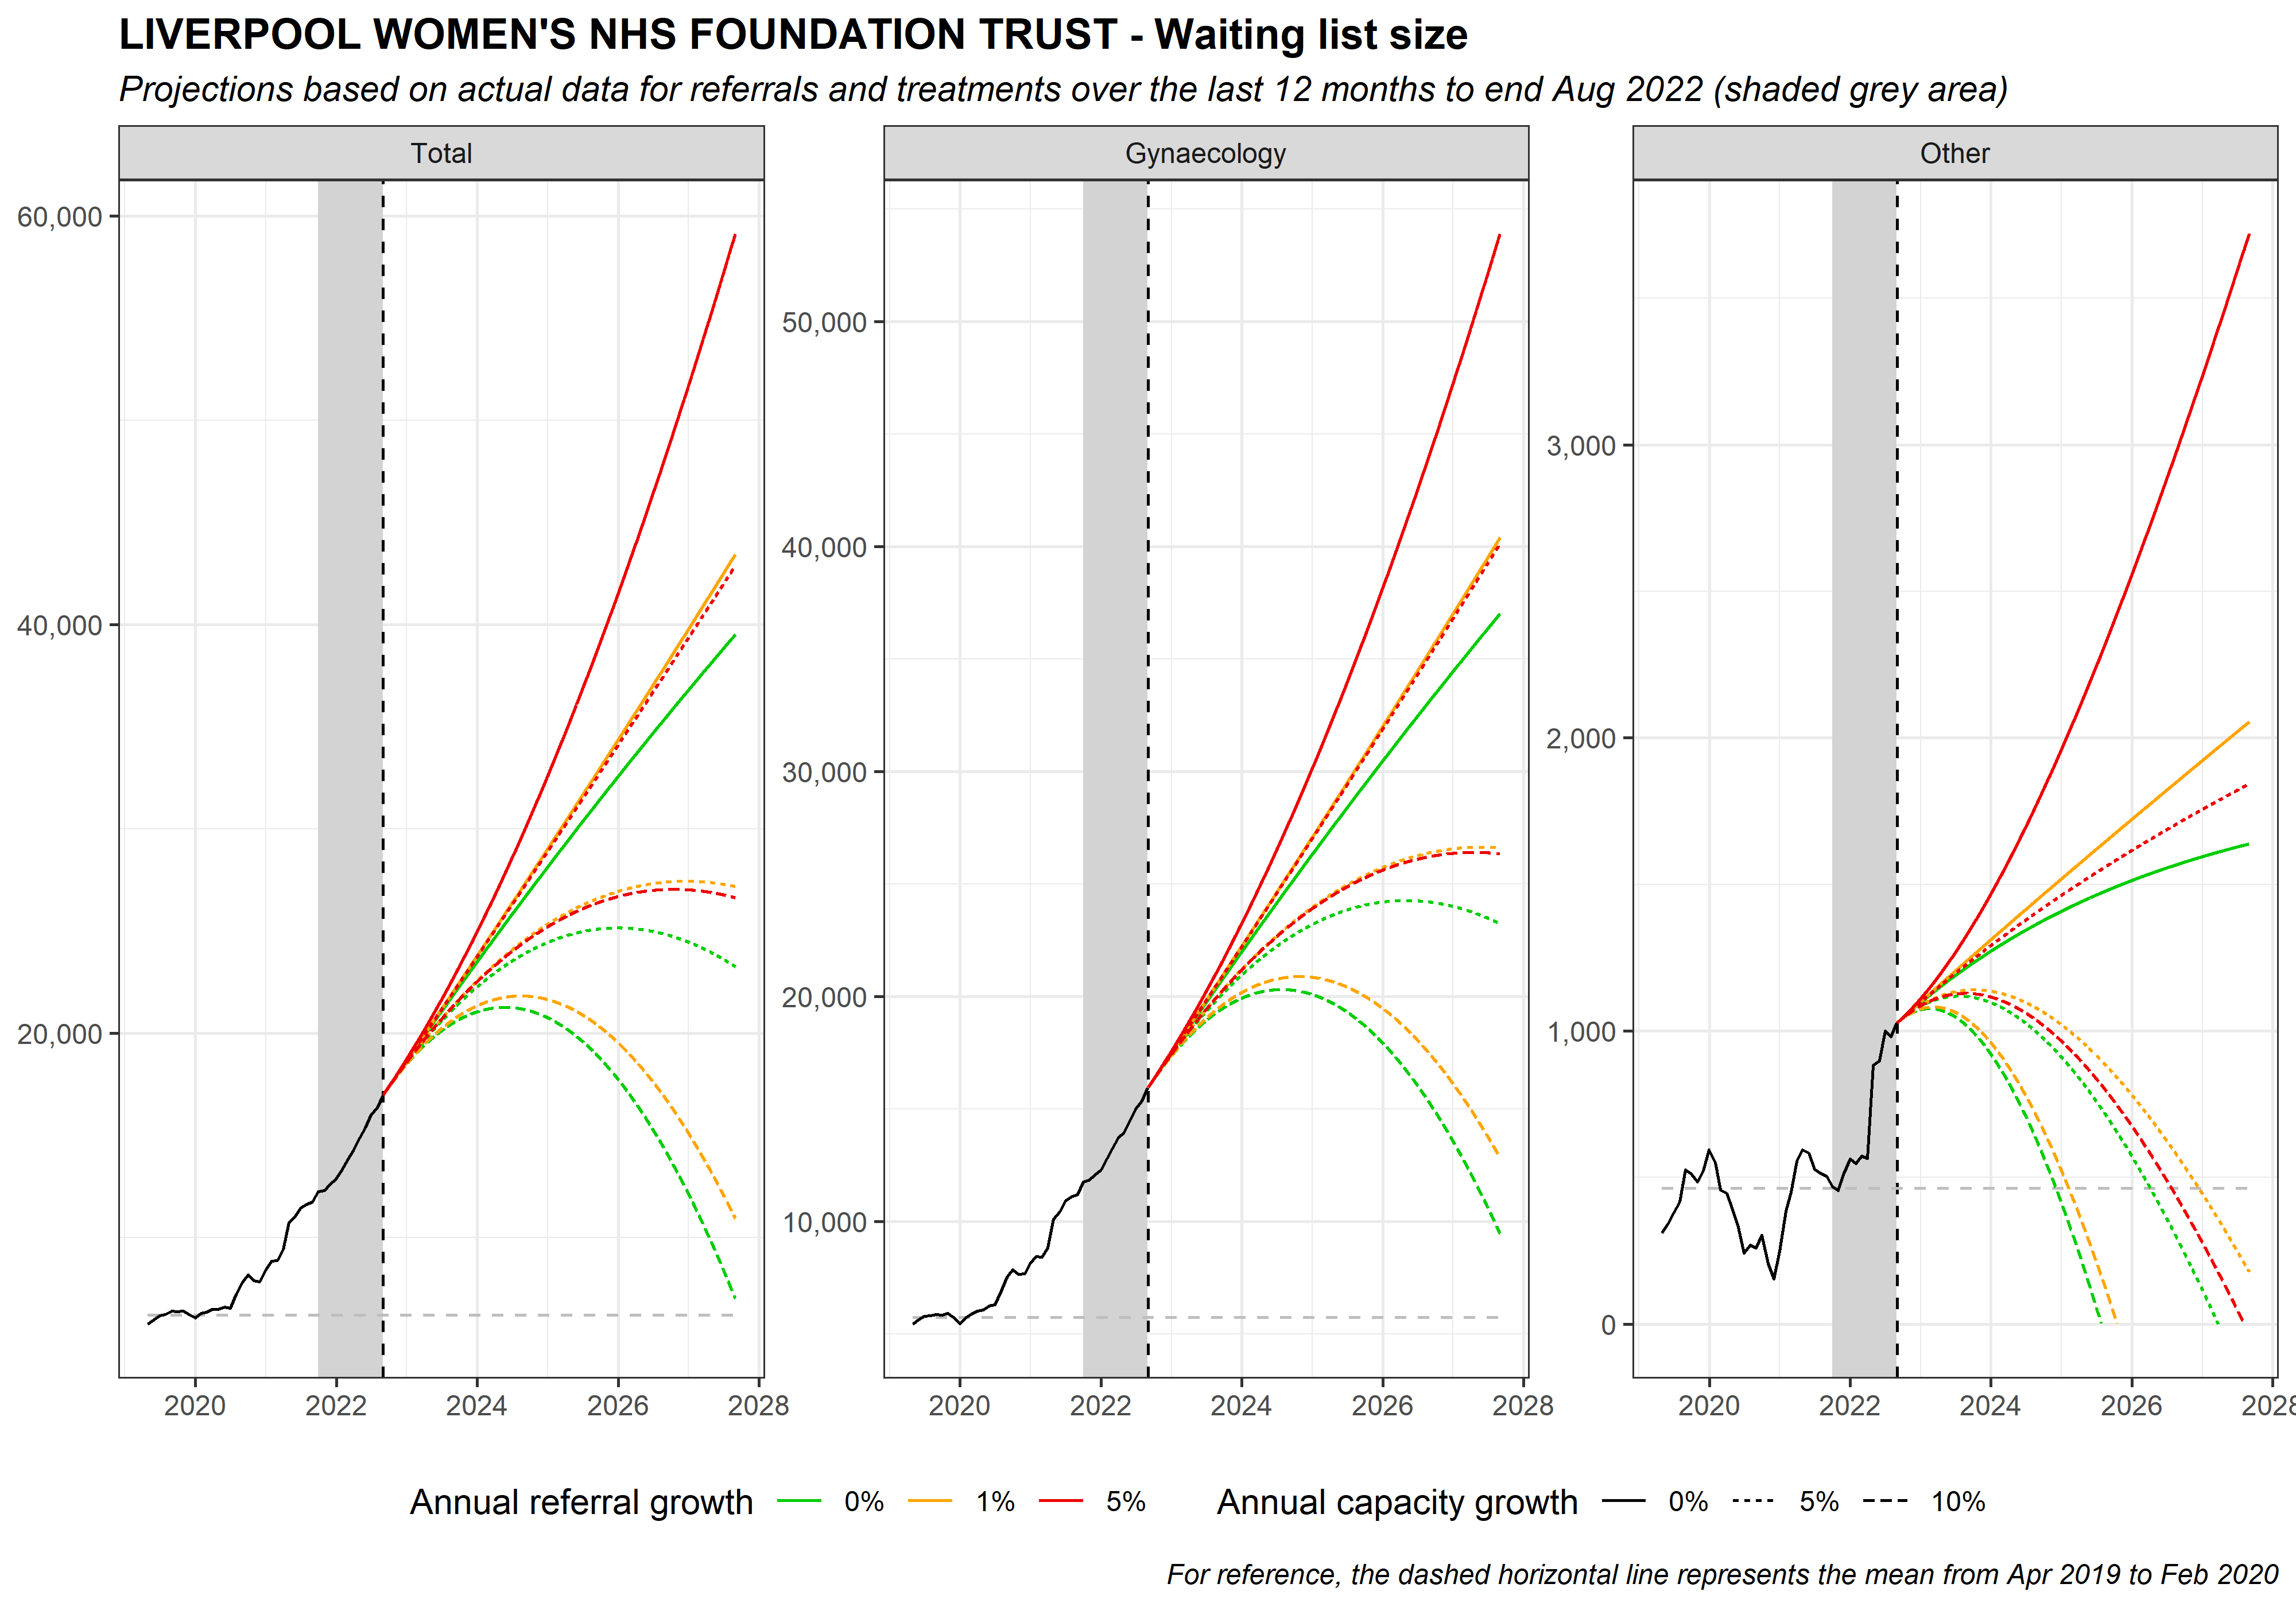 LIVERPOOL WOMEN'S NHS FOUNDATION TRUST - Waiting list size
Projections based on actual data for referrals and treatments over the last 12 months to end Aug 2022 (shaded grey area)
Total
Gynaecology
Other
60,000
40,000
20,000
50,000
40,000
30,000
20,000
10,000
3,000
2,000
1,000
0
2020 2022 2024 2026 2028
2020 2022 2024 2026 2028
2020 2022 2024 2026 2028
Annual referral growth 0% 1% 5% Annual capacity growth 0% 5% 10%
For reference, the dashed horizontal line represents the mean from Apr 2019 to Feb 2020